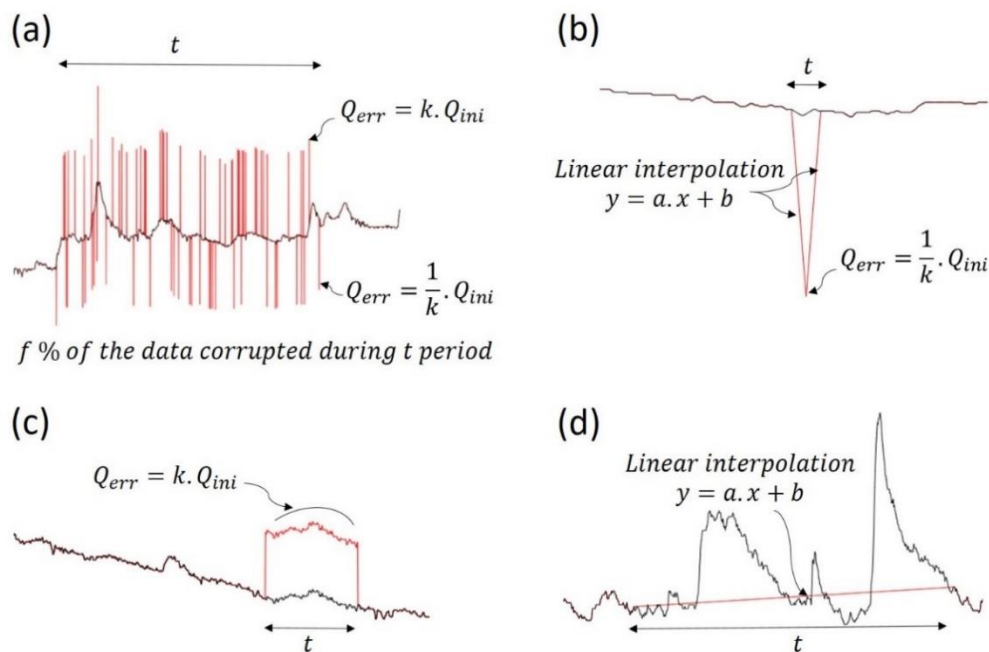 (a)
t
Q_err = k. Q_ini
Q_err = 1/k . Q_ini
f % of the data corrupted during t period
(b)
t
Linear interpolation
y = a. x + b
Q_err = 1/k . Q_ini
(c)
Q_err = k. Q_ini
t
(d)
Linear interpolation
y = a. x + b
t